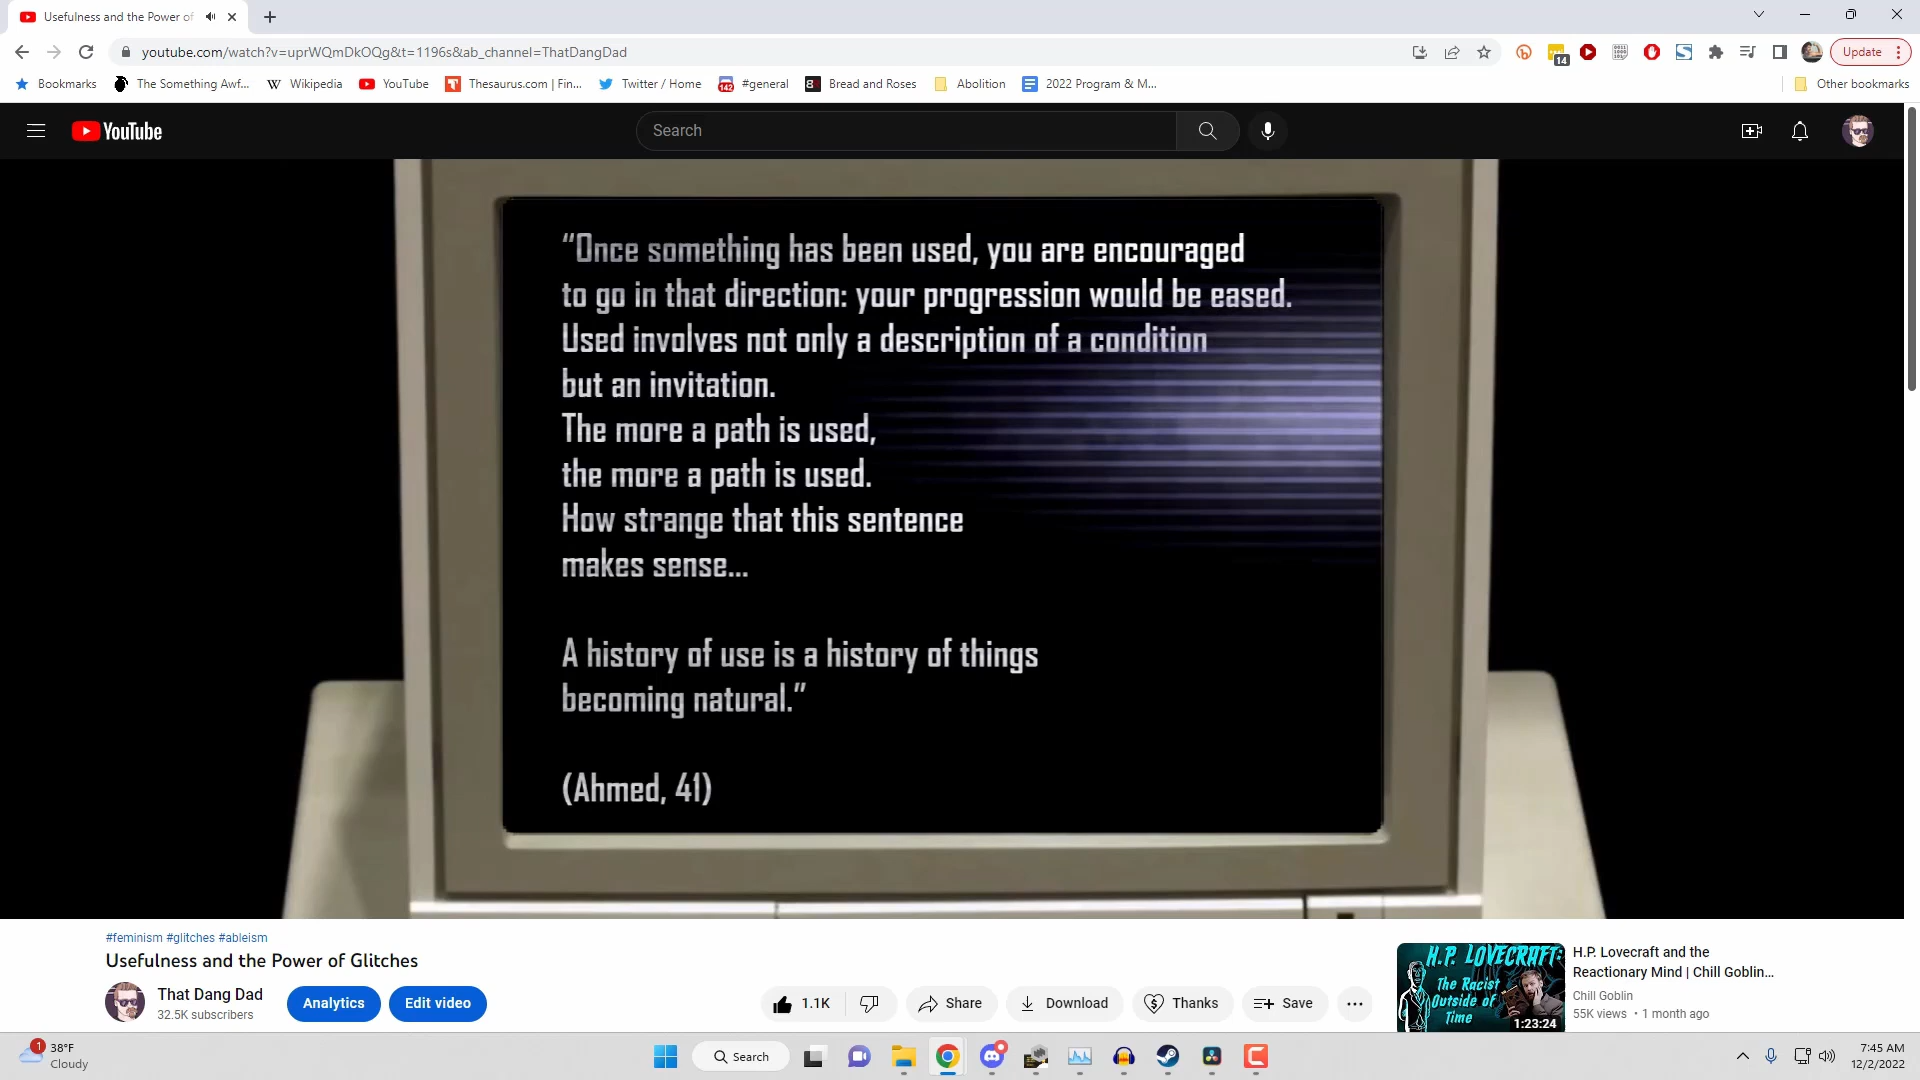 Usefulness and the Power of
youtube.com/watch?v=uprWQmDkOQg&t=1196s&ab_channel=ThatDangDad
14
Update
Bookmarks
The Something Awf...
W Wikipedia
YouTube
T Thesaurus.com | Fin...
Twitter / Home
142 #general
Bread and Roses
Abolition
2022 Program & M...
Other bookmarks
YouTube
Search
“Once something has been used, you are encouraged
to go in that direction: your progression would be eased.
Used involves not only a description of a condition
but an invitation.
The more a path is used,
the more a path is used.
How strange that this sentence
makes sense...
A history of use is a history of things
becoming natural.”
(Ahmed, 41)
#feminism #glitches #ableism
Usefulness and the Power of Glitches
That Dang Dad
32.5K subscribers
Analytics
Edit video
1.1K
Share
Download
Thanks
Save
H.P. LOVECRAFT:
The Racist
Outside of
Time
1:23:24
H.P. Lovecraft and the
Reactionary Mind | Chill Goblin...
Chill Goblin
55K views • 1 month ago
1
38°F
Cloudy
Search
7:45 AM
12/2/2022